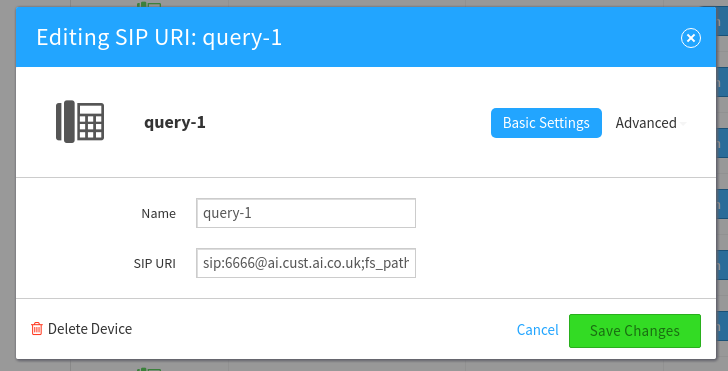 Editing SIP URI: query-1
query-1
Basic Settings
Advanced
Name
query-1
SIP URI
sip:6666@ai.cust.ai.co.uk;fs_path
Delete Device
Cancel
Save Changes